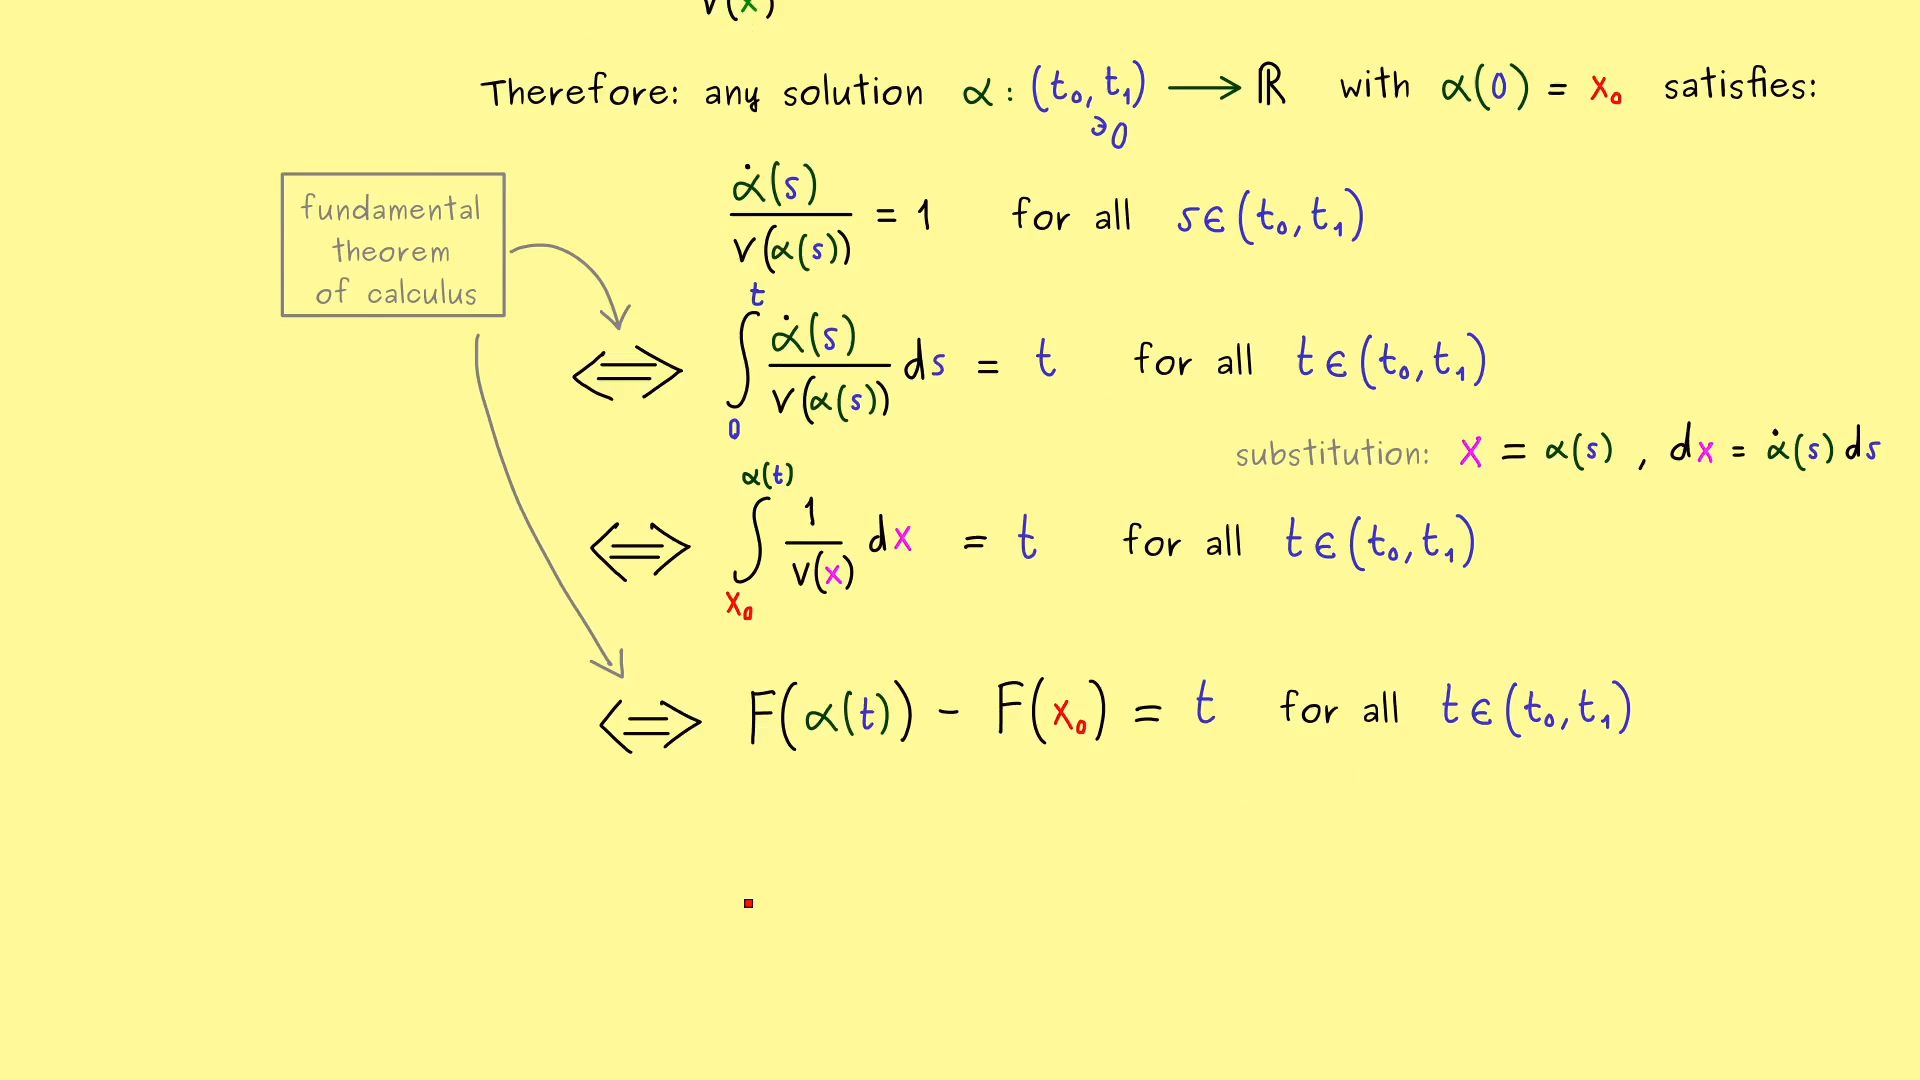 v(x)
Therefore: any solution α : (t₀, t₁) ⟶ ℝ with α(0) = x₀ satisfies:
∋0
fundamental
theorem
of calculus
α̇(s) / v(α(s)) = 1 for all s ∈ (t₀, t₁)
⟺ ∫₀ᵗ α̇(s) / v(α(s)) ds = t for all t ∈ (t₀, t₁)
substitution: x = α(s) , dx = α̇(s) ds
⟺ ∫_{x₀}^{α(t)} 1 / v(x) dx = t for all t ∈ (t₀, t₁)
⟺ F(α(t)) - F(x₀) = t for all t ∈ (t₀, t₁)